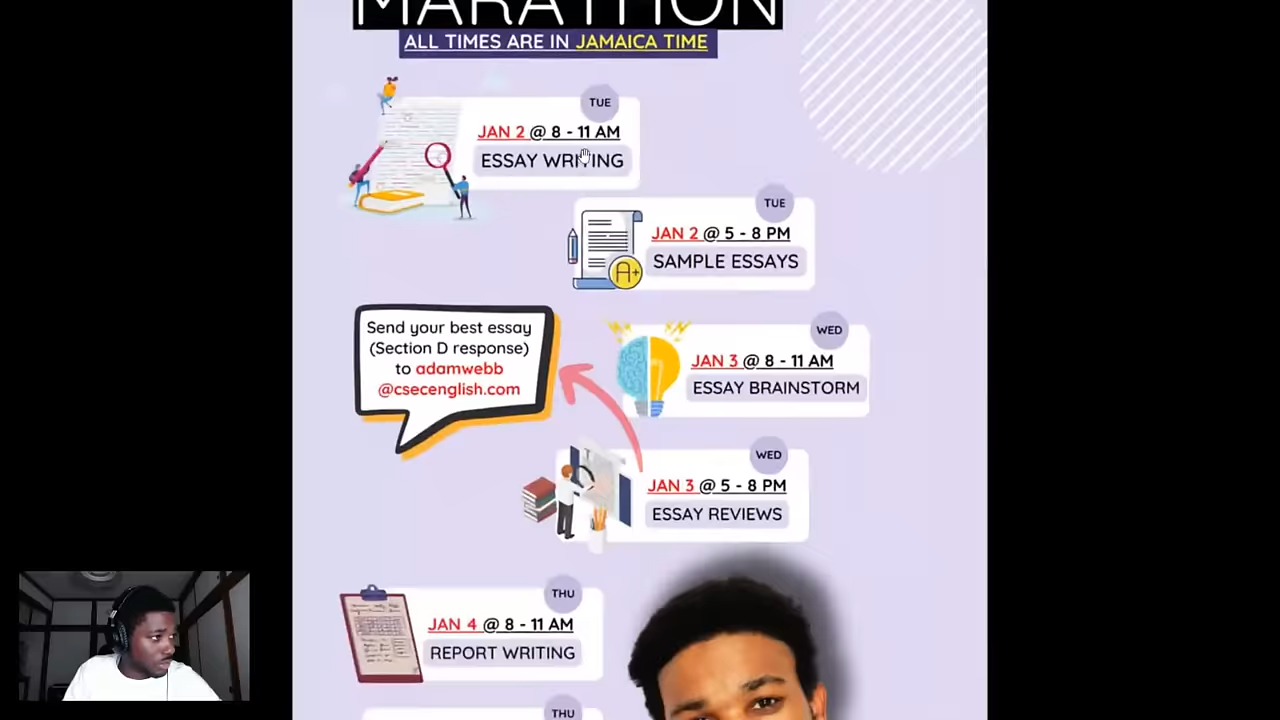 MARATHON
ALL TIMES ARE IN JAMAICA TIME
TUE
JAN 2 @ 8 - 11 AM
ESSAY WRITING
TUE
JAN 2 @ 5 - 8 PM
SAMPLE ESSAYS
A+
Send your best essay
(Section D response)
to adamwebb
@csecenglish.com
WED
JAN 3 @ 8 - 11 AM
ESSAY BRAINSTORM
WED
JAN 3 @ 5 - 8 PM
ESSAY REVIEWS
THU
JAN 4 @ 8 - 11 AM
REPORT WRITING
THU